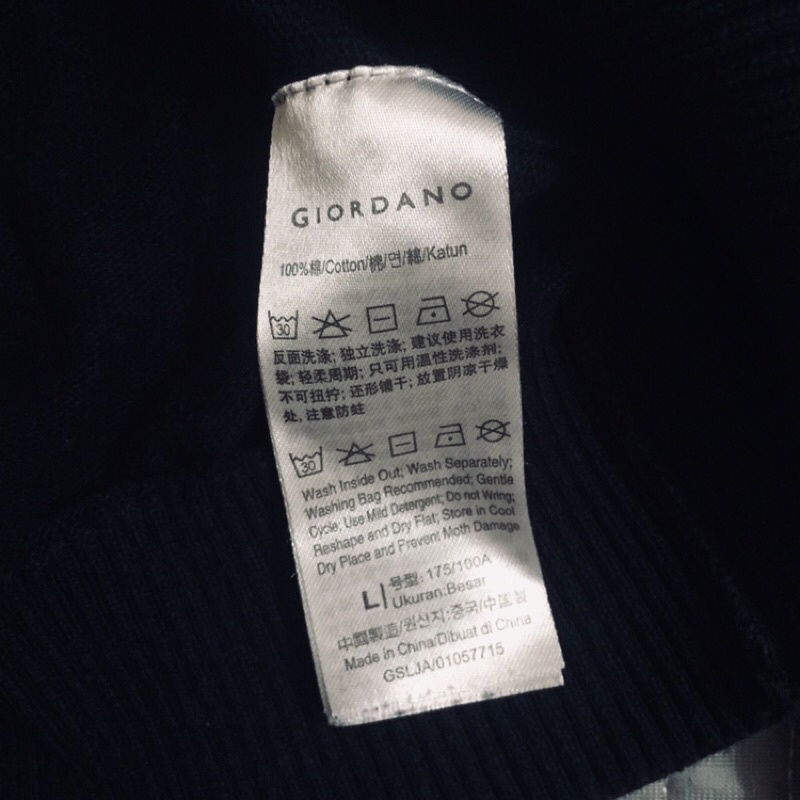 GIORDANO
100%棉/Cotton/棉/면/綿/Katun
30
反面洗涤; 独立洗涤; 建议使用洗衣
袋; 轻柔周期; 只可用温性洗涤剂;
不可扭拧; 还形铺干; 放置阴凉干燥
处, 注意防蛀
30
Wash Inside Out; Wash Separately;
Washing Bag Recommended; Gentle
Cycle; Use Mild Detergent; Do not Wring;
Reshape and Dry Flat; Store in Cool
Dry Place and Prevent Moth Damage
L 号型: 175/100A
Ukuran:Besar
中國製造/원산지:중국/中国製
Made in China/Dibuat di China
GSLJA/01057715